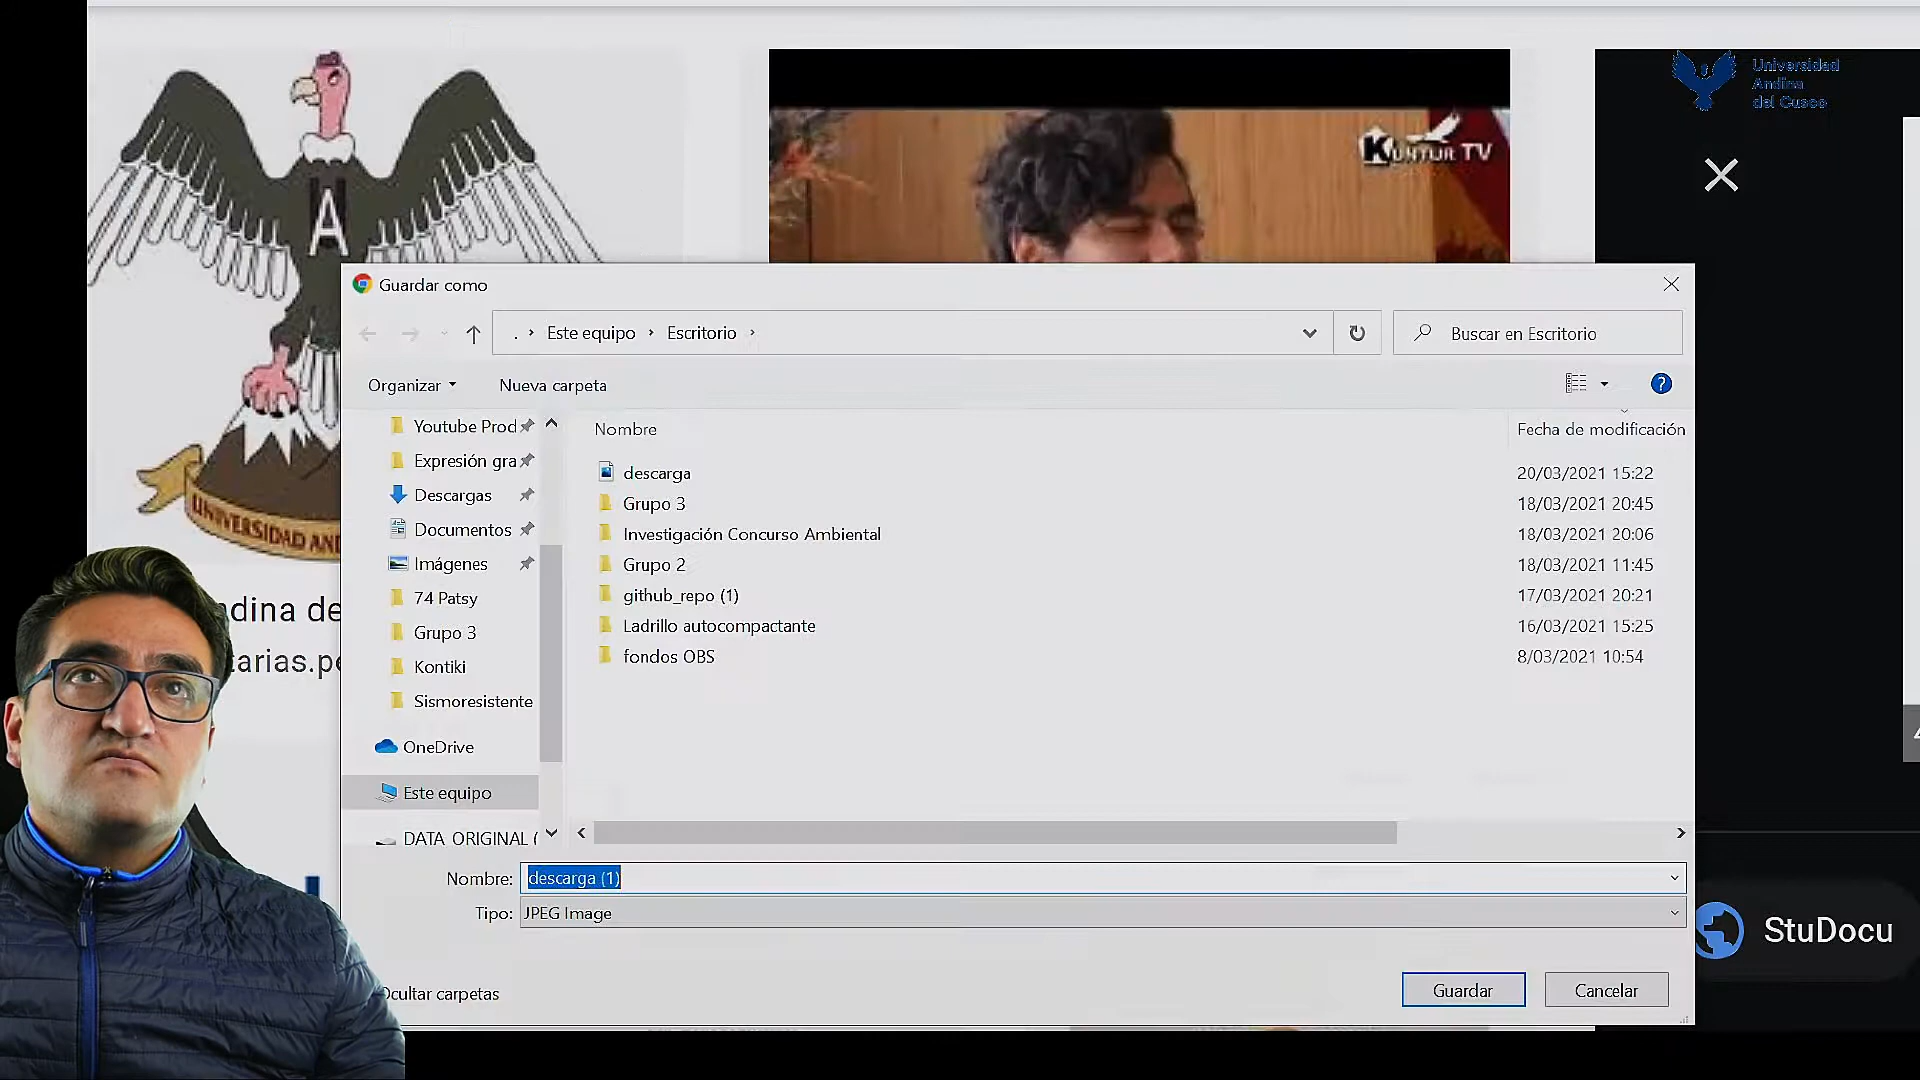 Universidad
Andina
del Cusco
KUNTUR TV
A
UNIVERSIDAD AN
ndina de
tarias.pe
Guardar como
. › Este equipo › Escritorio ›
Buscar en Escritorio
Organizar
Nueva carpeta
?
Youtube Prod
Expresión gra
Descargas
Documentos
Imágenes
74 Patsy
Grupo 3
Kontiki
Sismoresistente
OneDrive
Este equipo
DATA ORIGINAL (
Nombre
Fecha de modificación
descarga 20/03/2021 15:22
Grupo 3 18/03/2021 20:45
Investigación Concurso Ambiental 18/03/2021 20:06
Grupo 2 18/03/2021 11:45
github_repo (1) 17/03/2021 20:21
Ladrillo autocompactante 16/03/2021 15:25
fondos OBS 8/03/2021 10:54
Nombre: descarga (1)
Tipo: JPEG Image
Ocultar carpetas
Guardar
Cancelar
StuDocu